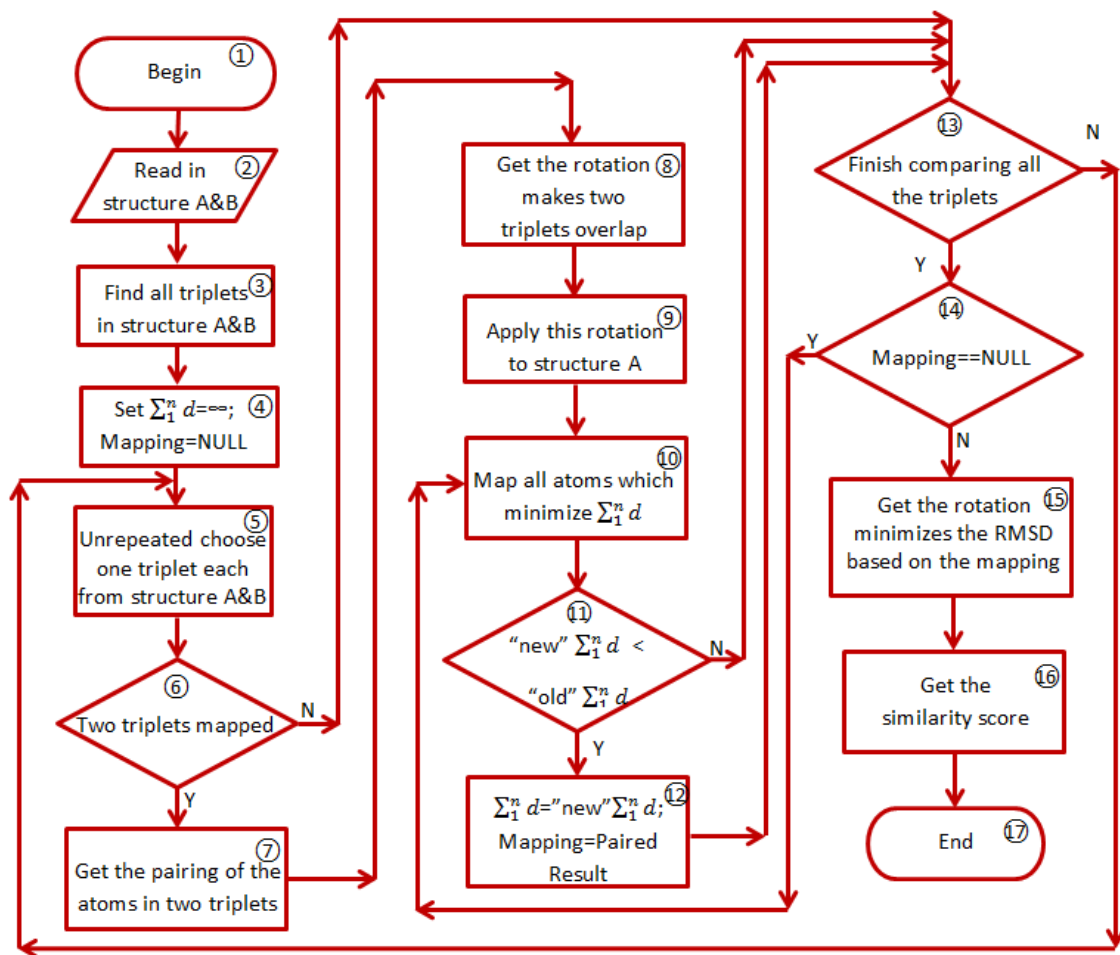 ①
Begin
②
Read in
structure A&B
③
Find all triplets
in structure A&B
④
Set ∑₁ⁿ d=∞;
Mapping=NULL
⑤
Unrepeated choose
one triplet each
from structure A&B
⑥
Two triplets mapped
N
Y
⑦
Get the pairing of the
atoms in two triplets
⑧
Get the rotation
makes two
triplets overlap
⑨
Apply this rotation
to structure A
⑩
Map all atoms which
minimize ∑₁ⁿ d
⑪
“new” ∑₁ⁿ d <
“old” ∑₁ⁿ d
N
Y
⑫
∑₁ⁿ d=”new”∑₁ⁿ d;
Mapping=Paired
Result
⑬
Finish comparing all
the triplets
N
Y
⑭
Mapping==NULL
Y
N
⑮
Get the rotation
minimizes the RMSD
based on the mapping
⑯
Get the
similarity score
⑰
End